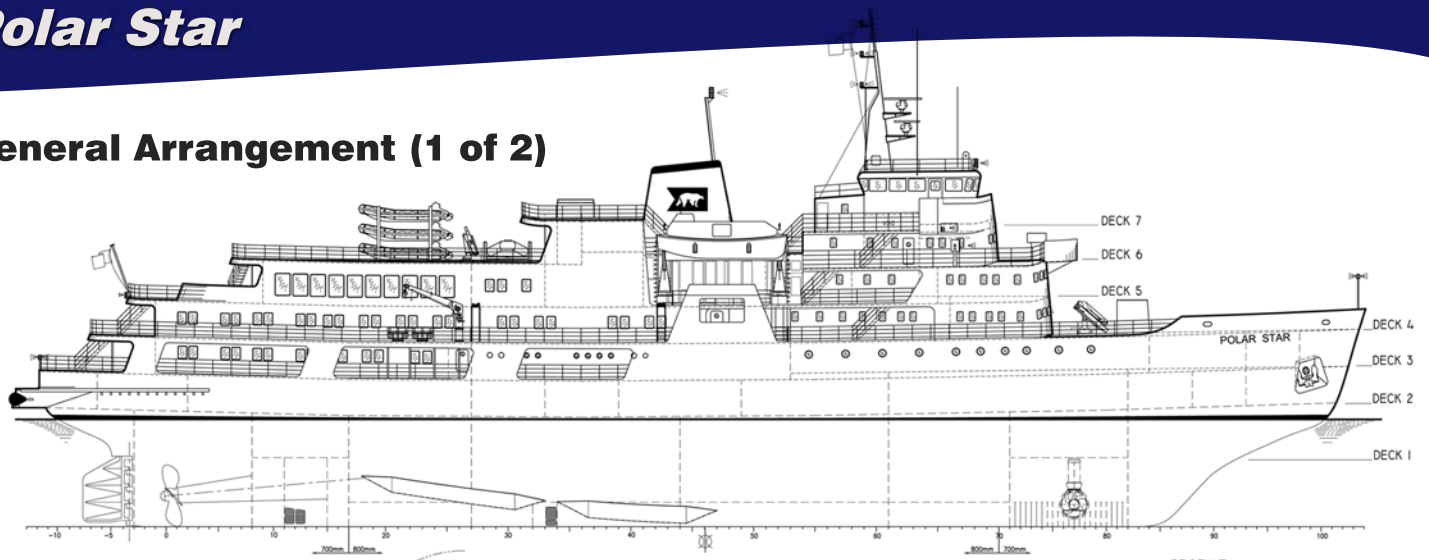 olar Star
eneral Arrangement (1 of 2)
DECK 7
DECK 6
DECK 5
DECK 4
POLAR STAR
DECK 3
DECK 2
DECK 1
-10 -5 0 10 20 30 40 50 60 70 80 90 100
700mm 800mm 800mm 700mm